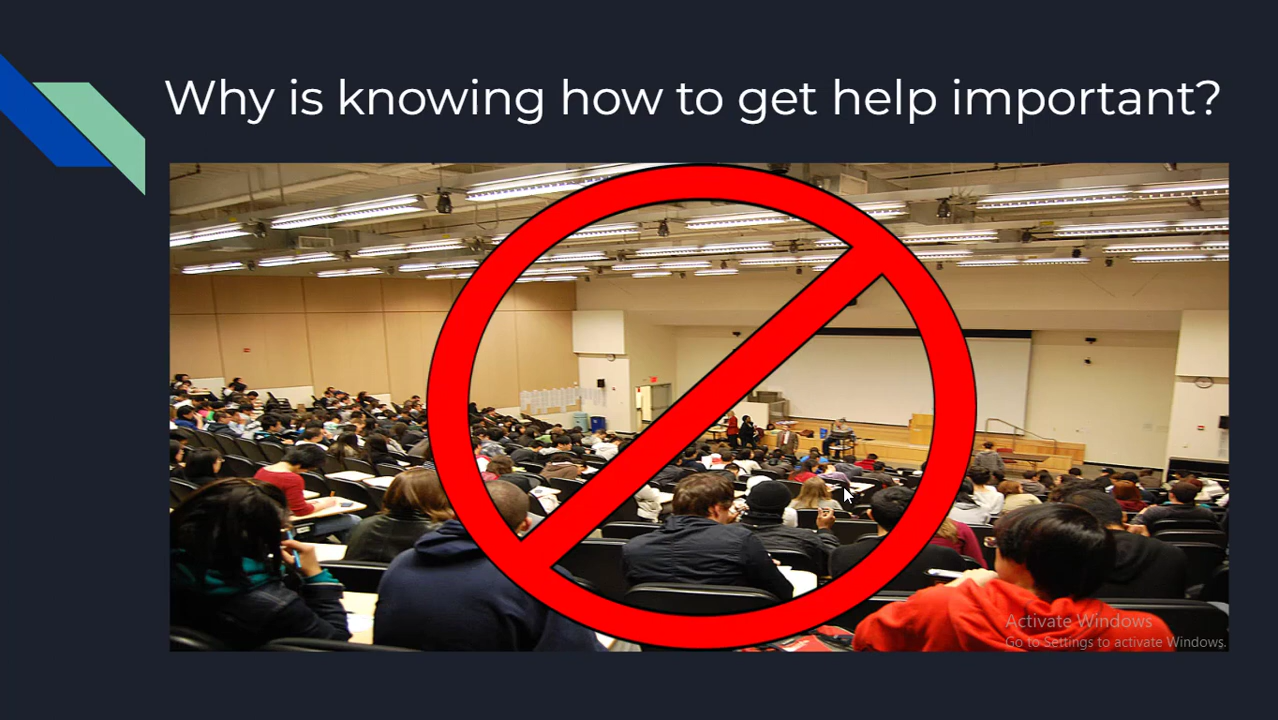 Why is knowing how to get help important?
Activate Windows
Go to Settings to activate Windows.